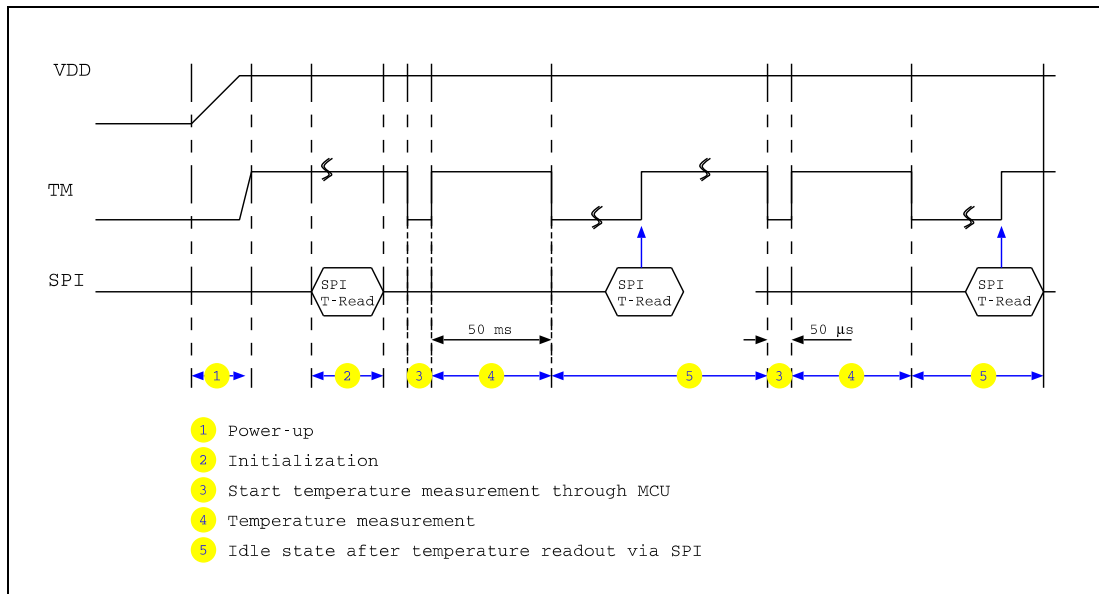 VDD
TM
SPI
SPI
T-Read
SPI
T-Read
SPI
T-Read
50 ms
50 µs
1
2
3
4
5
3
4
5
1 Power-up
2 Initialization
3 Start temperature measurement through MCU
4 Temperature measurement
5 Idle state after temperature readout via SPI